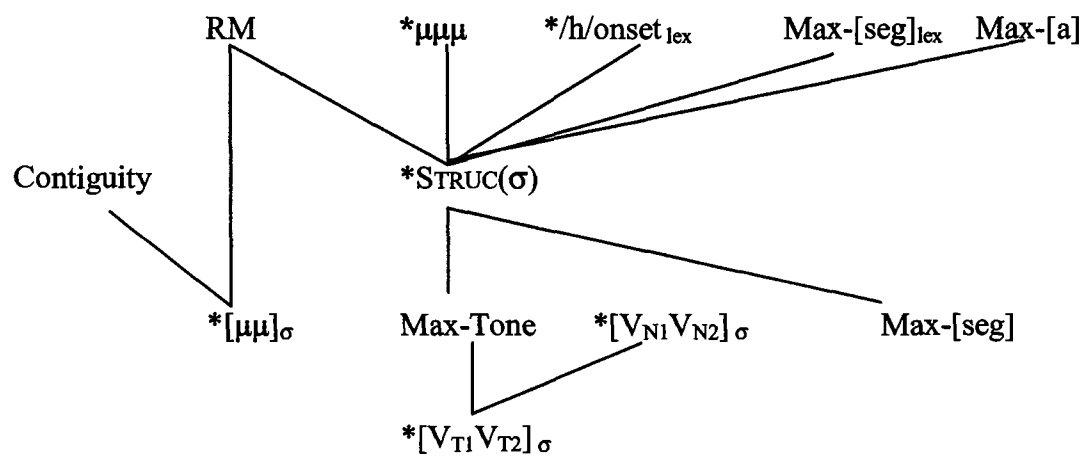 RM *μμμ */h/onset lex Max-[seg]lex Max-[a]
Contiguity *STRUC(σ)
*[μμ]σ Max-Tone *[VN1VN2] σ Max-[seg]
*[VT1VT2] σ